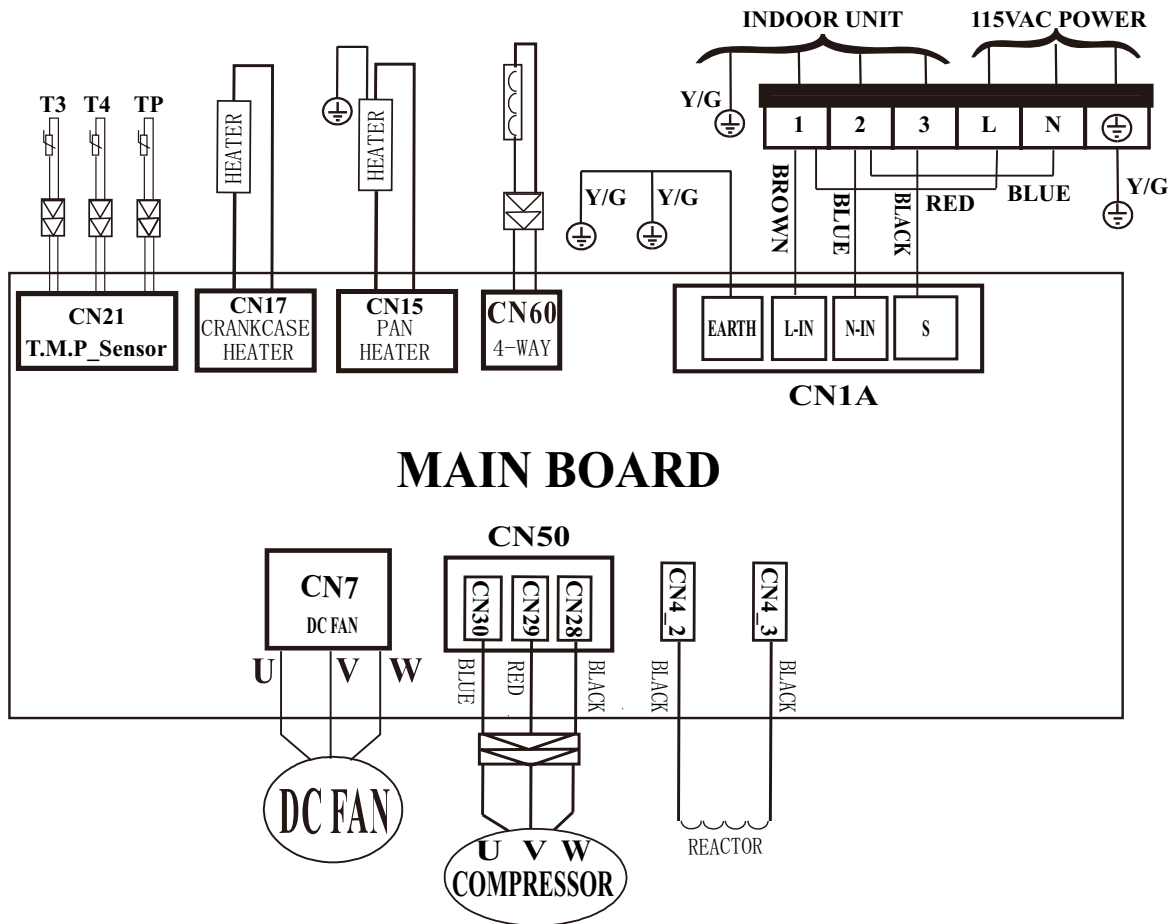 INDOOR UNIT
115VAC POWER
Y/G
1 2 3 L N
T3 T4 TP
HEATER
HEATER
Y/G
Y/G
BROWN
BLUE
BLACK
RED
BLUE
Y/G
CN21
T.M.P_Sensor
CN17
CRANKCASE
HEATER
CN15
PAN
HEATER
CN60
4-WAY
EARTH
L-IN
N-IN
S
CN1A
MAIN BOARD
CN7
DC FAN
U V W
DC FAN
CN50
CN30
CN29
CN28
BLUE
RED
BLACK
U V W
COMPRESSOR
CN4_2
CN4_3
BLACK
BLACK
REACTOR